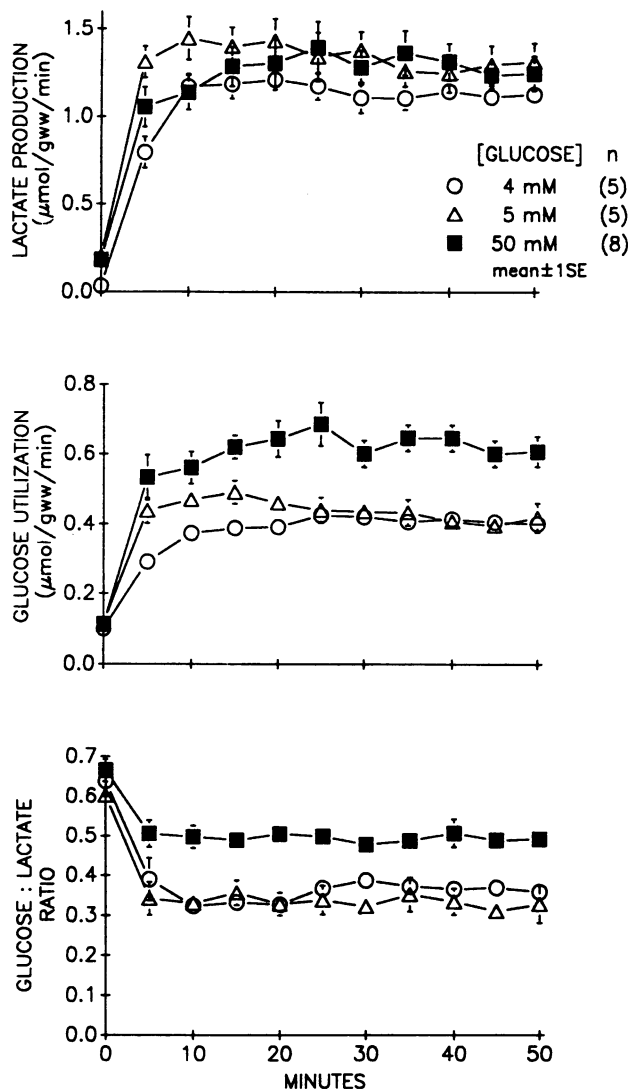 LACTATE PRODUCTION
(μmol/gww/min)
1.5
1.0
0.5
0.0
[GLUCOSE] n
4 mM (5)
5 mM (5)
50 mM (8)
mean±1SE
GLUCOSE UTILIZATION
(μmol/gww/min)
0.8
0.6
0.4
0.2
0.0
GLUCOSE : LACTATE
RATIO
0.7
0.6
0.5
0.4
0.3
0.2
0.1
0.0
0 10 20 30 40 50
MINUTES